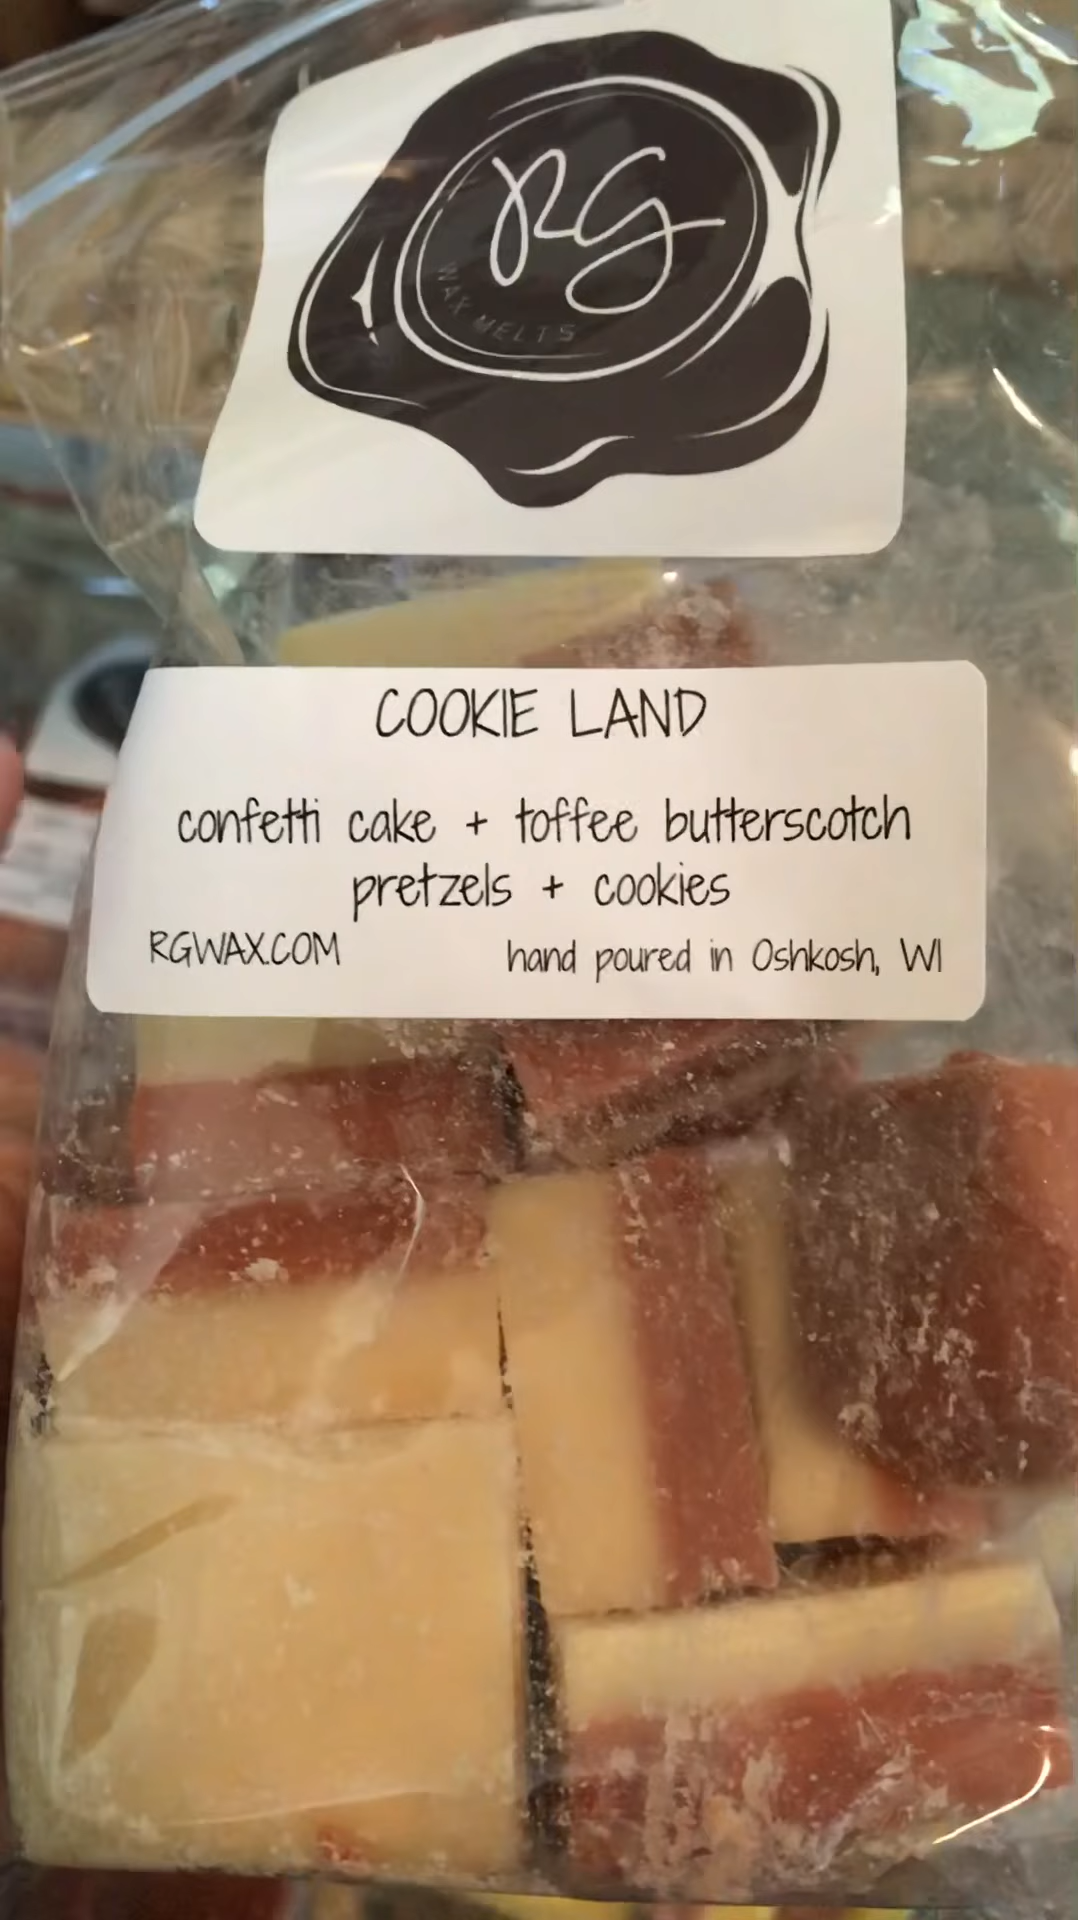 RG
WAX MELTS
COOKIE LAND
confetti cake + toffee butterscotch
pretzels + cookies
RGWAX.COM
hand poured in Oshkosh, WI